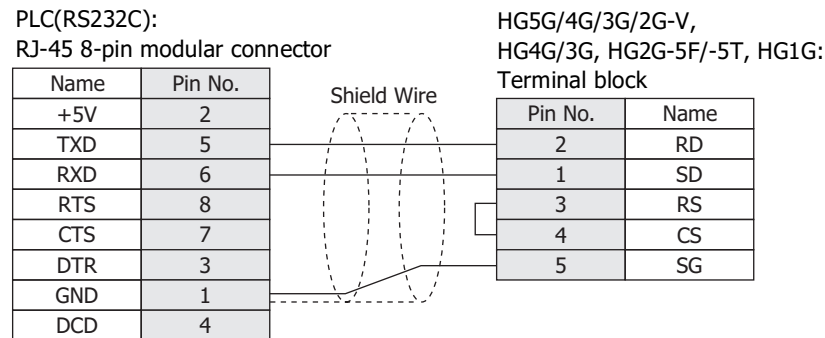 PLC(RS232C):
RJ-45 8-pin modular connector
HG5G/4G/3G/2G-V,
HG4G/3G, HG2G-5F/-5T, HG1G:
Terminal block
Shield Wire
Name Pin No.
+5V 2
TXD 5
RXD 6
RTS 8
CTS 7
DTR 3
GND 1
DCD 4
Pin No. Name
2 RD
1 SD
3 RS
4 CS
5 SG